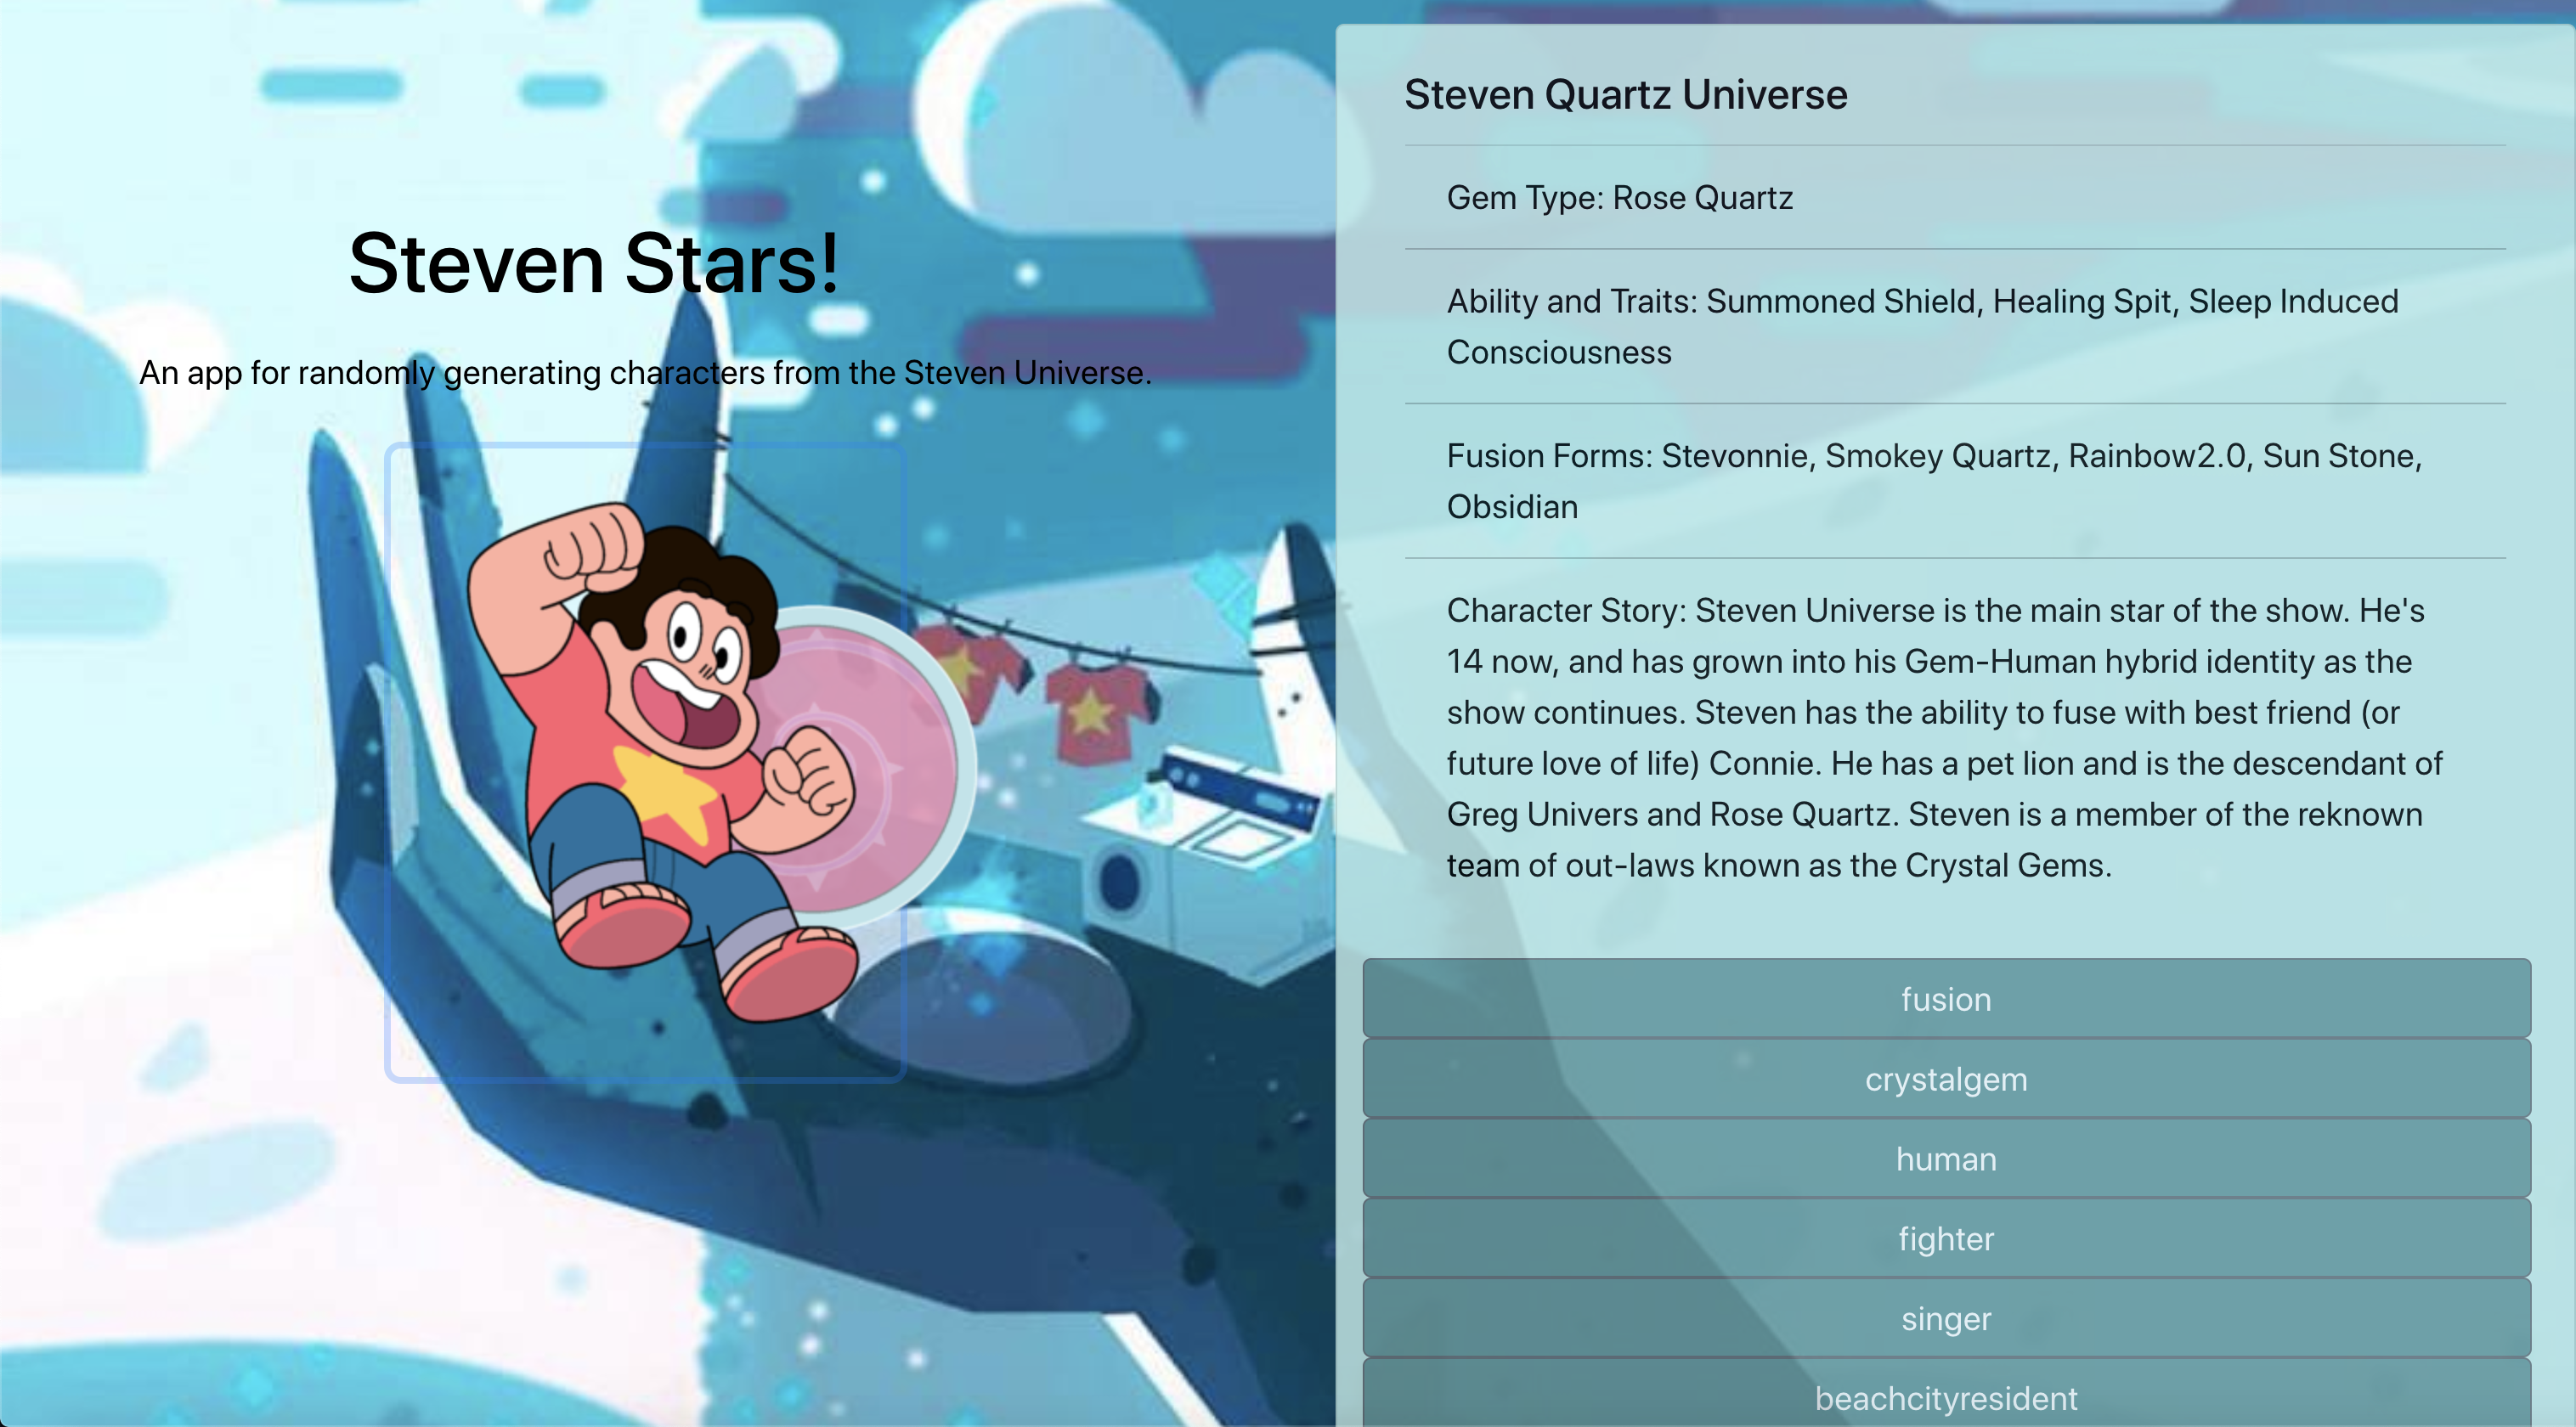 Steven Stars!
An app for randomly generating characters from the Steven Universe.
Steven Quartz Universe
Gem Type: Rose Quartz
Ability and Traits: Summoned Shield, Healing Spit, Sleep Induced
Consciousness
Fusion Forms: Stevonnie, Smokey Quartz, Rainbow2.0, Sun Stone,
Obsidian
Character Story: Steven Universe is the main star of the show. He's
14 now, and has grown into his Gem-Human hybrid identity as the
show continues. Steven has the ability to fuse with best friend (or
future love of life) Connie. He has a pet lion and is the descendant of
Greg Univers and Rose Quartz. Steven is a member of the reknown
team of out-laws known as the Crystal Gems.
fusion
crystalgem
human
fighter
singer
beachcityresident